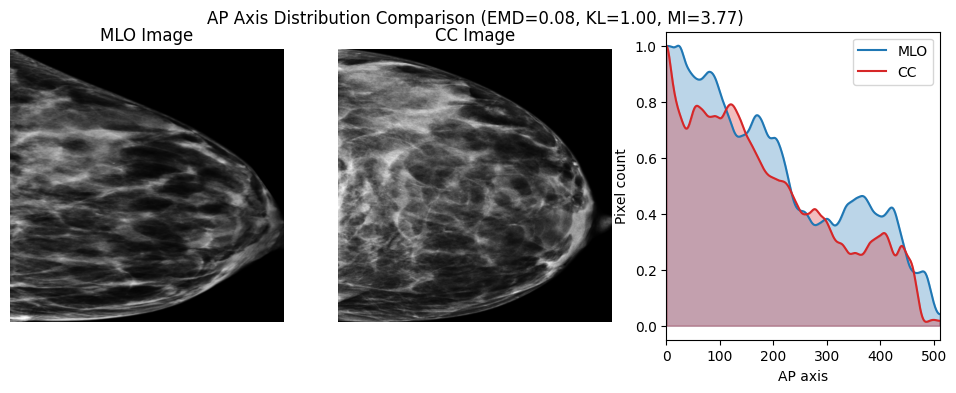 AP Axis Distribution Comparison (EMD=0.08, KL=1.00, MI=3.77)
MLO Image
CC Image
MLO
CC
Pixel count
1.0
0.8
0.6
0.4
0.2
0.0
0 100 200 300 400 500
AP axis